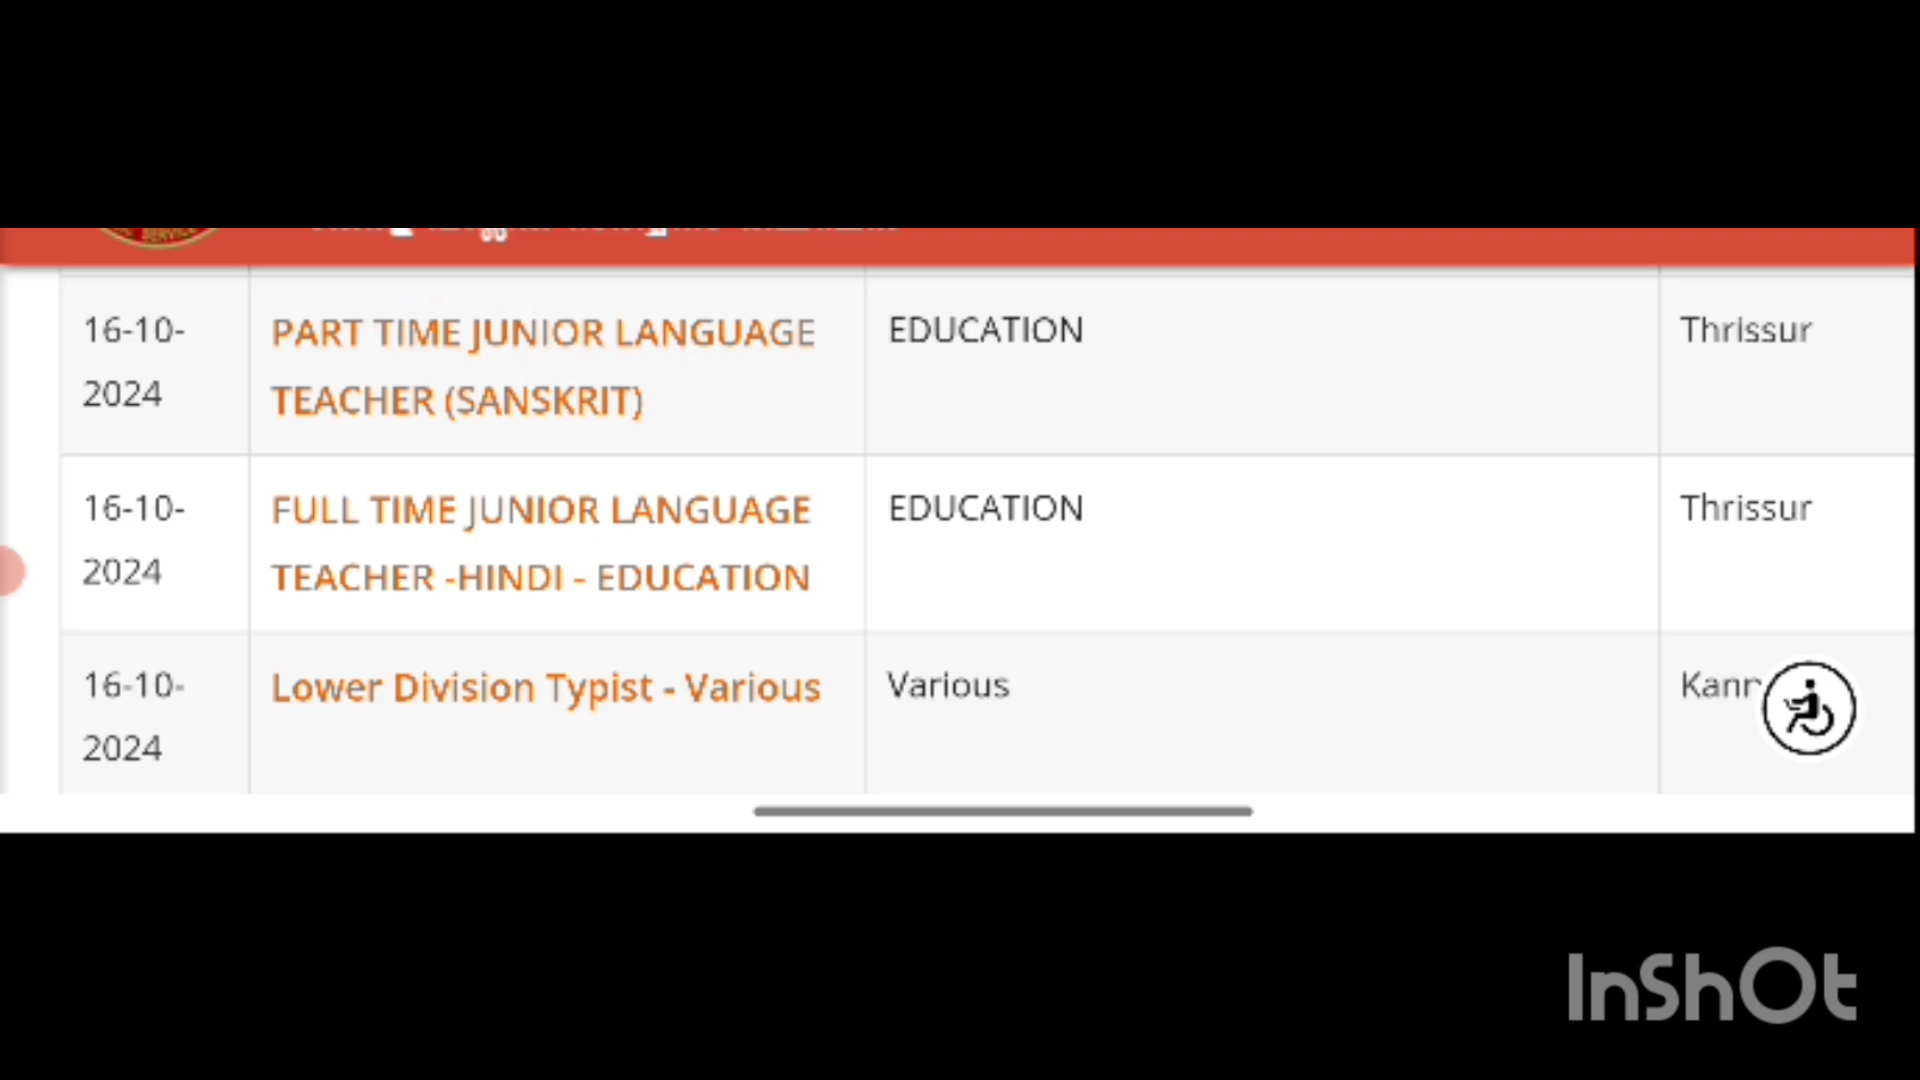 SERVICE
16-10- PART TIME JUNIOR LANGUAGE EDUCATION Thrissur
2024 TEACHER (SANSKRIT)
16-10- FULL TIME JUNIOR LANGUAGE EDUCATION Thrissur
2024 TEACHER -HINDI - EDUCATION
16-10- Lower Division Typist - Various Various
2024
InShOt